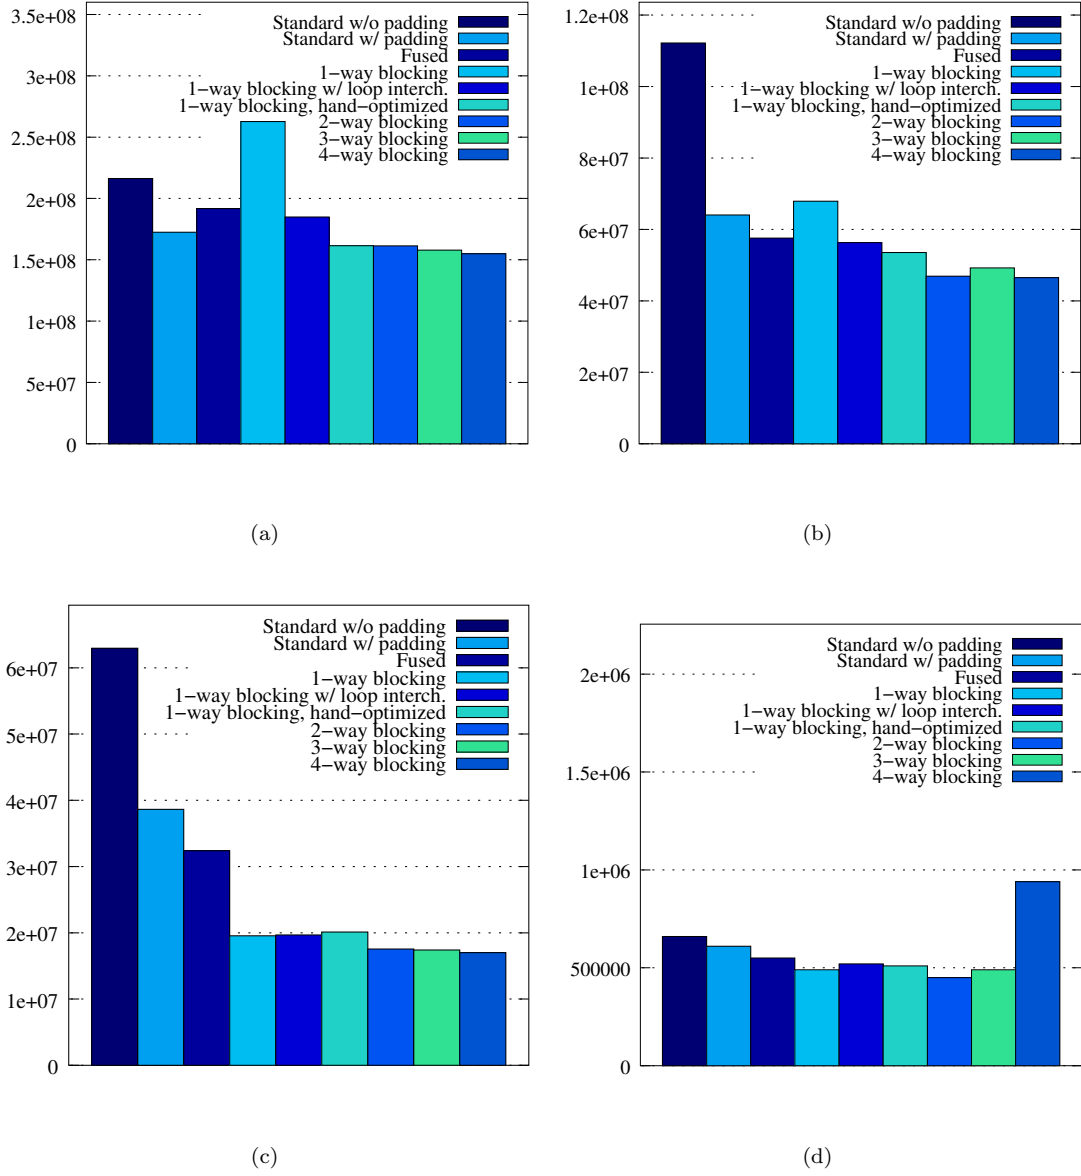 3.5e+08
3e+08
2.5e+08
2e+08
1.5e+08
1e+08
5e+07
0
Standard w/o padding
Standard w/ padding
Fused
1−way blocking
1−way blocking w/ loop interch.
1−way blocking, hand−optimized
2−way blocking
3−way blocking
4−way blocking
(a)
1.2e+08
1e+08
8e+07
6e+07
4e+07
2e+07
0
Standard w/o padding
Standard w/ padding
Fused
1−way blocking
1−way blocking w/ loop interch.
1−way blocking, hand−optimized
2−way blocking
3−way blocking
4−way blocking
(b)
6e+07
5e+07
4e+07
3e+07
2e+07
1e+07
0
Standard w/o padding
Standard w/ padding
Fused
1−way blocking
1−way blocking w/ loop interch.
1−way blocking, hand−optimized
2−way blocking
3−way blocking
4−way blocking
(c)
2e+06
1.5e+06
1e+06
500000
0
Standard w/o padding
Standard w/ padding
Fused
1−way blocking
1−way blocking w/ loop interch.
1−way blocking, hand−optimized
2−way blocking
3−way blocking
4−way blocking
(d)